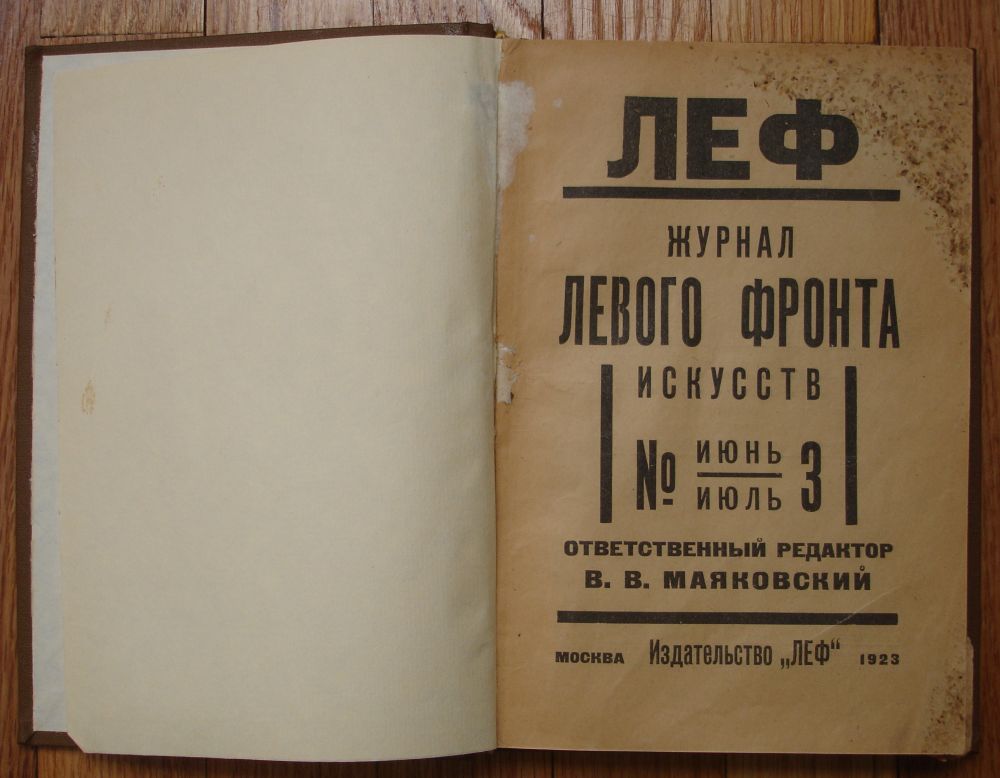 ЛЕФ
ЖУРНАЛ
ЛЕВОГО ФРОНТА
ИСКУССТВ
№ ИЮНЬ 3
ИЮЛЬ
ОТВЕТСТВЕННЫЙ РЕДАКТОР
В. В. МАЯКОВСКИЙ
МОСКВА Издательство „ЛЕФ“ 1923